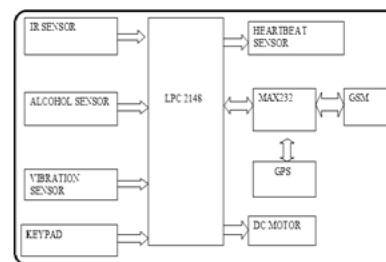 IR SENSOR
ALCOHOL SENSOR
VIBRATION
SENSOR
KEYPAD
LPC 2148
HEARTBEAT
SENSOR
MAX232
GSM
GPS
DC MOTOR